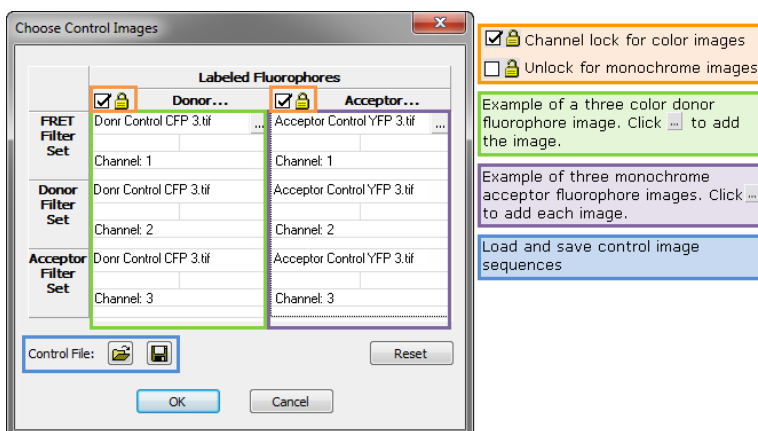 Choose Control Images
x
Labeled Fluorophores
Donor... Acceptor...
FRET Filter Set
Donr Control CFP 3.tif ... Acceptor Control YFP 3.tif ...
Channel: 1 Channel: 1
Donor Filter Set
Donr Control CFP 3.tif Acceptor Control YFP 3.tif
Channel: 2 Channel: 2
Acceptor Filter Set
Donr Control CFP 3.tif Acceptor Control YFP 3.tif
Channel: 3 Channel: 3
Control File:
Reset
OK Cancel
Channel lock for color images
Unlock for monochrome images
Example of a three color donor
fluorophore image. Click ... to add
the image.
Example of three monochrome
acceptor fluorophore images. Click ...
to add each image.
Load and save control image
sequences